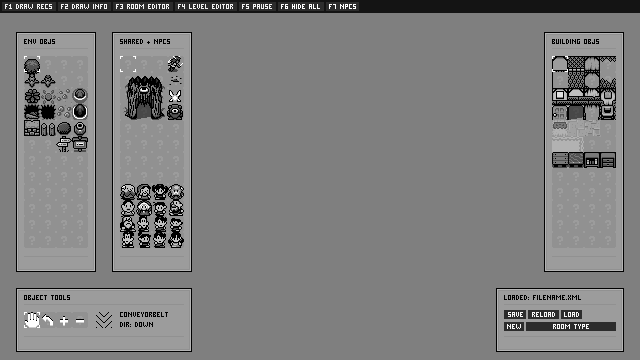 F1 DRAW RECS F2 DRAW INFO F3 ROOM EDITOR F4 LEVEL EDITOR F5 PAUSE F6 HIDE ALL F7 NPCS
ENV OBJS
SHARED + NPCS
BUILDING OBJS
OBJECT TOOLS
CONVEYORBELT
DIR: DOWN
LOADED: FILENAME.XML
SAVE RELOAD LOAD
NEW ROOM TYPE